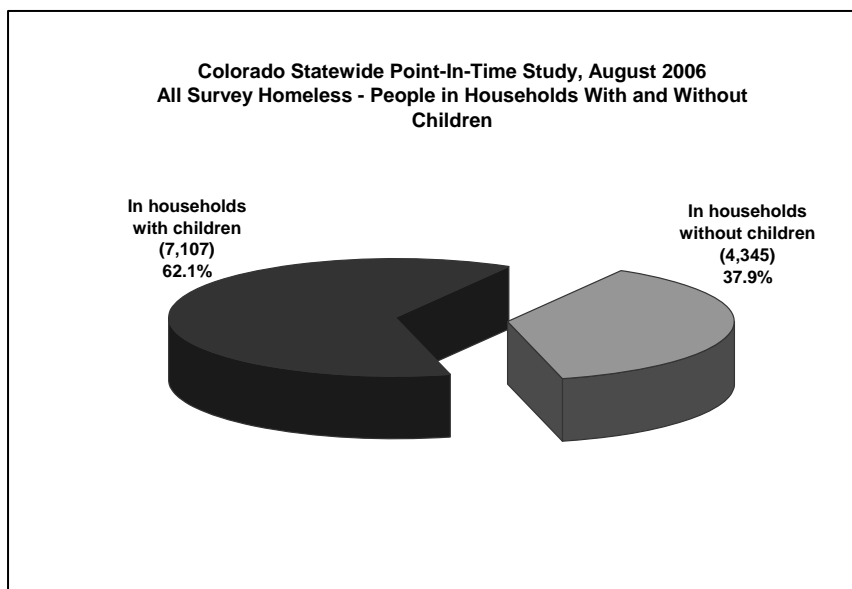 Colorado Statewide Point-In-Time Study, August 2006
All Survey Homeless - People in Households With and Without
Children
In households
with children
(7,107)
62.1%
In households
without children
(4,345)
37.9%